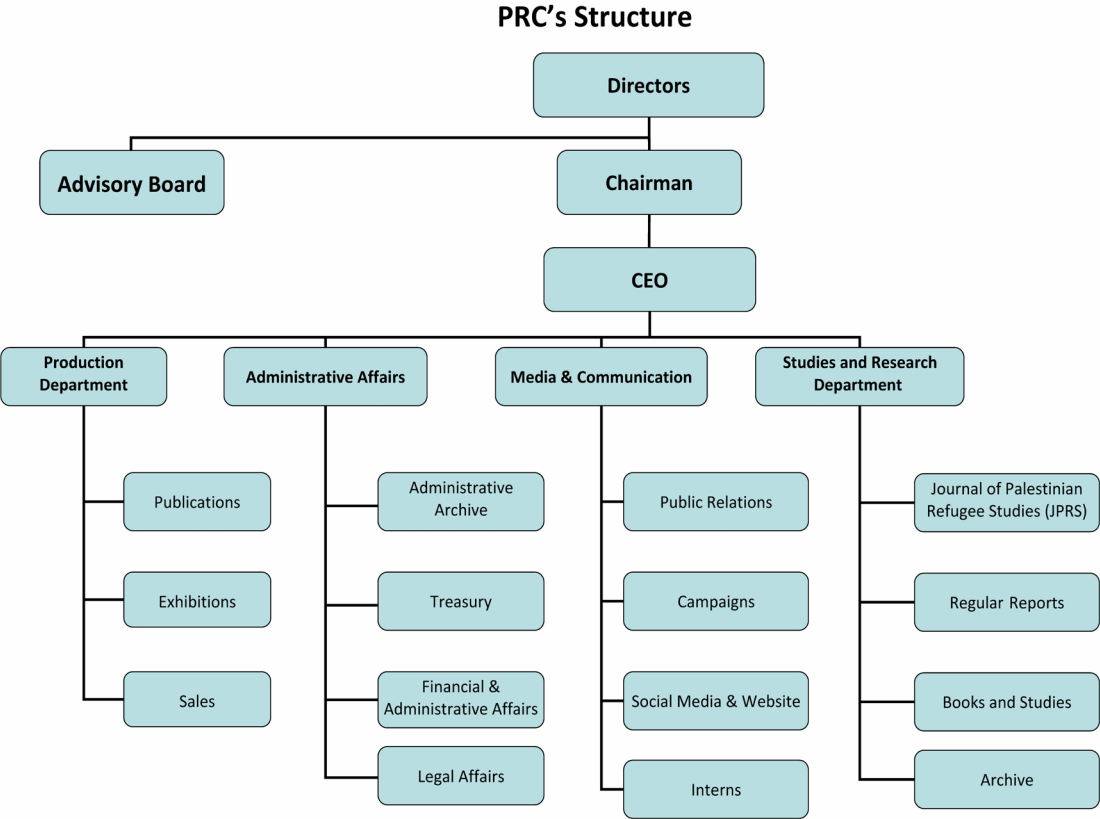 PRC’s Structure
Directors
Advisory Board
Chairman
CEO
Production
Department
Administrative Affairs
Media & Communication
Studies and Research
Department
Publications
Exhibitions
Sales
Administrative
Archive
Treasury
Financial &
Administrative Affairs
Legal Affairs
Public Relations
Campaigns
Social Media & Website
Interns
Journal of Palestinian
Refugee Studies (JPRS)
Regular Reports
Books and Studies
Archive